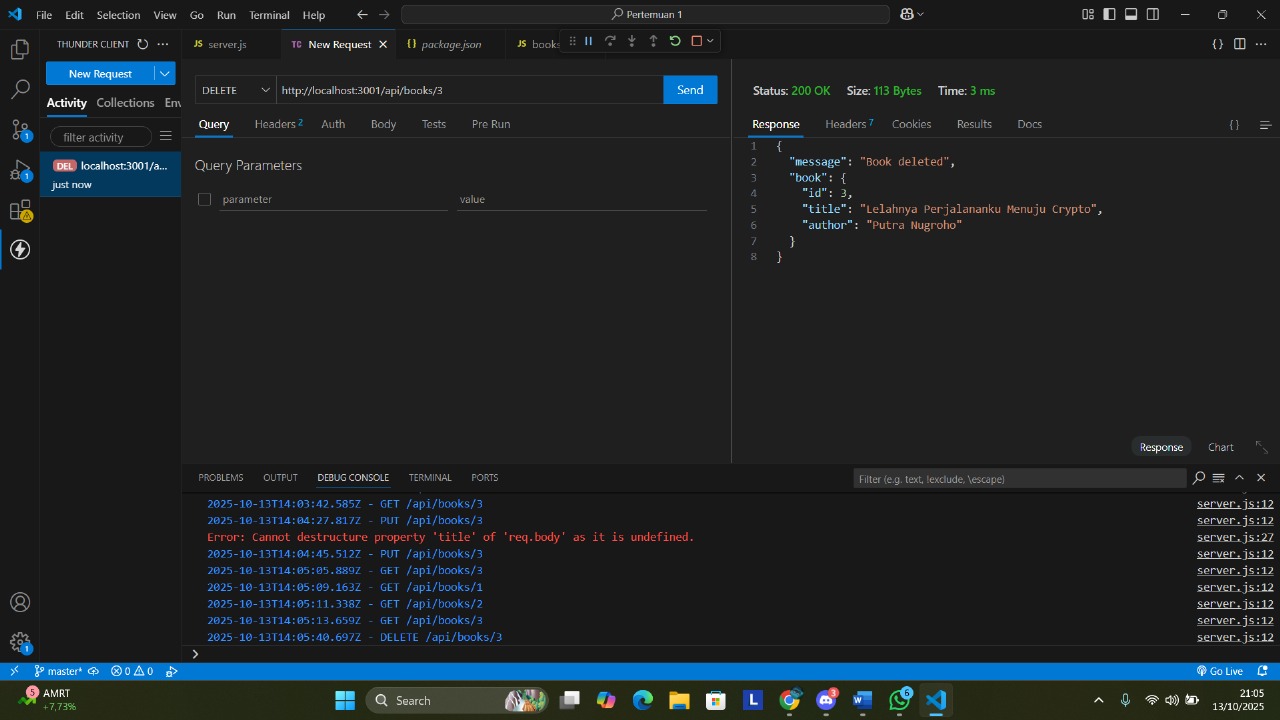 File Edit Selection View Go Run Terminal Help
Pertemuan 1
THUNDER CLIENT
New Request
Activity Collections Env
filter activity
DEL localhost:3001/a...
just now
JS server.js
TC New Request
{} package.json
JS books
DELETE http://localhost:3001/api/books/3 Send
Query Headers 2 Auth Body Tests Pre Run
Query Parameters
parameter value
Status: 200 OK Size: 113 Bytes Time: 3 ms
Response Headers 7 Cookies Results Docs
{}
1 {
2 "message": "Book deleted",
3 "book": {
4 "id": 3,
5 "title": "Lelahnya Perjalananku Menuju Crypto",
6 "author": "Putra Nugroho"
7 }
8 }
Response Chart
PROBLEMS OUTPUT DEBUG CONSOLE TERMINAL PORTS
Filter (e.g. text, !exclude, \escape)
2025-10-13T14:03:42.585Z - GET /api/books/3 server.js:12
2025-10-13T14:04:27.817Z - PUT /api/books/3 server.js:12
Error: Cannot destructure property 'title' of 'req.body' as it is undefined. server.js:27
2025-10-13T14:04:45.512Z - PUT /api/books/3 server.js:12
2025-10-13T14:05:05.889Z - GET /api/books/3 server.js:12
2025-10-13T14:05:09.163Z - GET /api/books/1 server.js:12
2025-10-13T14:05:11.338Z - GET /api/books/2 server.js:12
2025-10-13T14:05:13.659Z - GET /api/books/3 server.js:12
2025-10-13T14:05:40.697Z - DELETE /api/books/3 server.js:12
master* 0 0 Go Live
5 AMRT
+7,73%
Search
3
6
21:05
13/10/2025